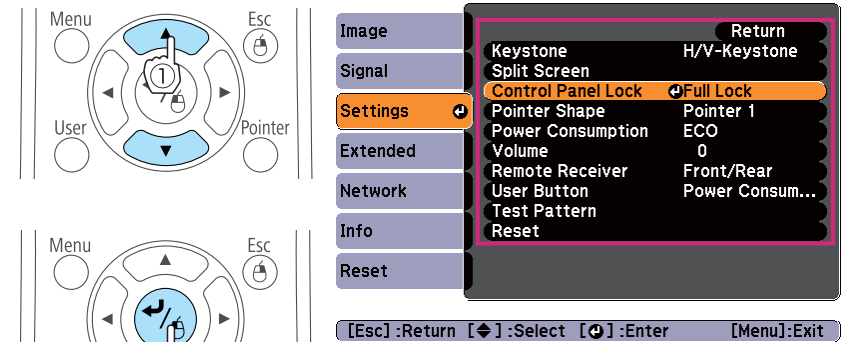 Menu
Esc
1
User
Pointer
Menu
Esc
Image
Signal
Settings
Extended
Network
Info
Reset
Return
Keystone H/V-Keystone
Split Screen
Control Panel Lock Full Lock
Pointer Shape Pointer 1
Power Consumption ECO
Volume 0
Remote Receiver Front/Rear
User Button Power Consum...
Test Pattern
Reset
[Esc] :Return [◆] :Select [⏎] :Enter [Menu]:Exit